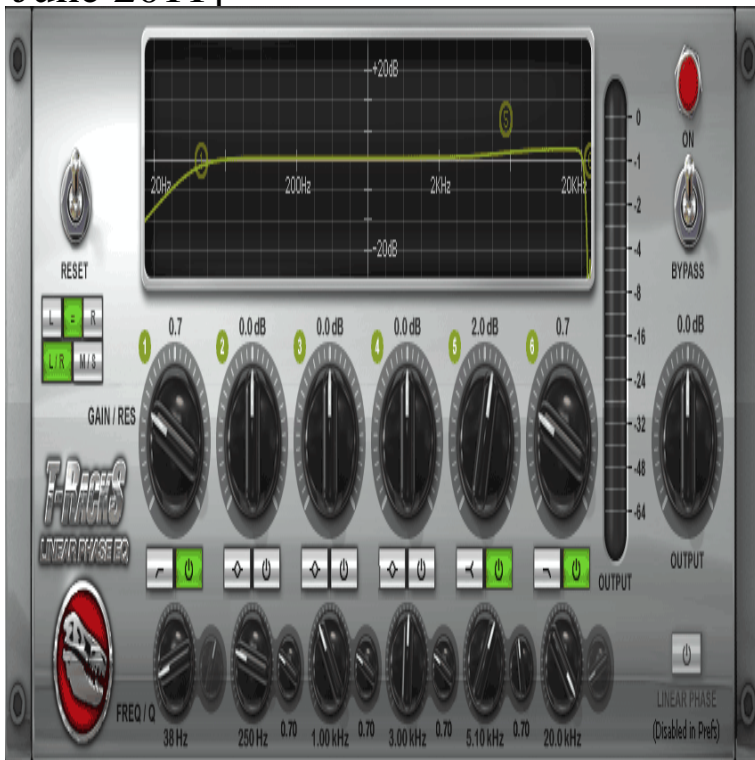 June 2011
+20dB
20Hz 200Hz 2KHz 20KHz
-20dB
5
0
-1
-2
-4
-8
-16
-24
-32
-48
-64
OUTPUT
ON
BYPASS
RESET
L = R
L/R M/S
0.7 0.0 dB 0.0 dB 0.0 dB 2.0 dB 0.7 0.0 dB
1 2 3 4 5 6
GAIN / RES
T-RACKS
LINEAR PHASE EQ
OUTPUT
FREQ / Q
38 Hz 250 Hz 0.70 1.00 kHz 0.70 3.00 kHz 0.70 5.10 kHz 0.70 20.0 kHz
LINEAR PHASE
(Disabled in Prefs)